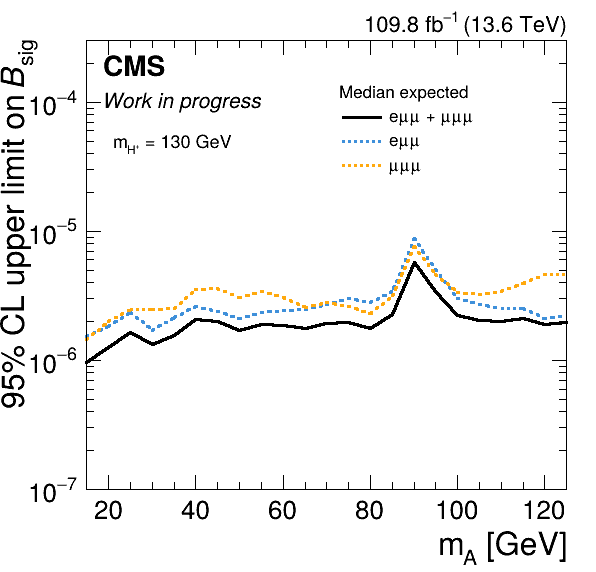 109.8 fb⁻¹ (13.6 TeV)
CMS
Work in progress
m_H⁺ = 130 GeV
Median expected
eμμ + μμμ
eμμ
μμμ
95% CL upper limit on B_sig
10⁻⁴
10⁻⁵
10⁻⁶
10⁻⁷
20 40 60 80 100 120
m_A [GeV]